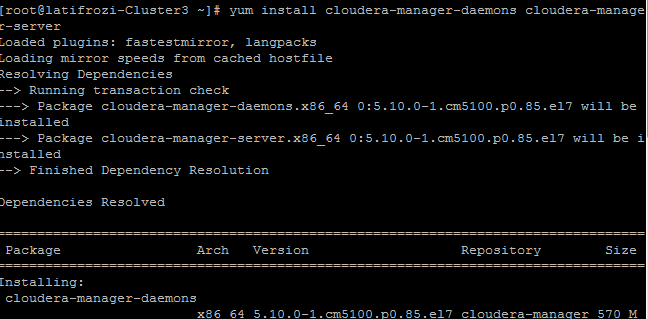 [root@latifrozi-Cluster3 ~]# yum install cloudera-manager-daemons cloudera-manage
r-server
Loaded plugins: fastestmirror, langpacks
Loading mirror speeds from cached hostfile
Resolving Dependencies
--> Running transaction check
---> Package cloudera-manager-daemons.x86_64 0:5.10.0-1.cm5100.p0.85.el7 will be
installed
---> Package cloudera-manager-server.x86_64 0:5.10.0-1.cm5100.p0.85.el7 will be i
nstalled
--> Finished Dependency Resolution
Dependencies Resolved
================================================================================
Package Arch Version Repository Size
================================================================================
Installing:
cloudera-manager-daemons
x86_64 5.10.0-1.cm5100.p0.85.el7 cloudera-manager 570 M